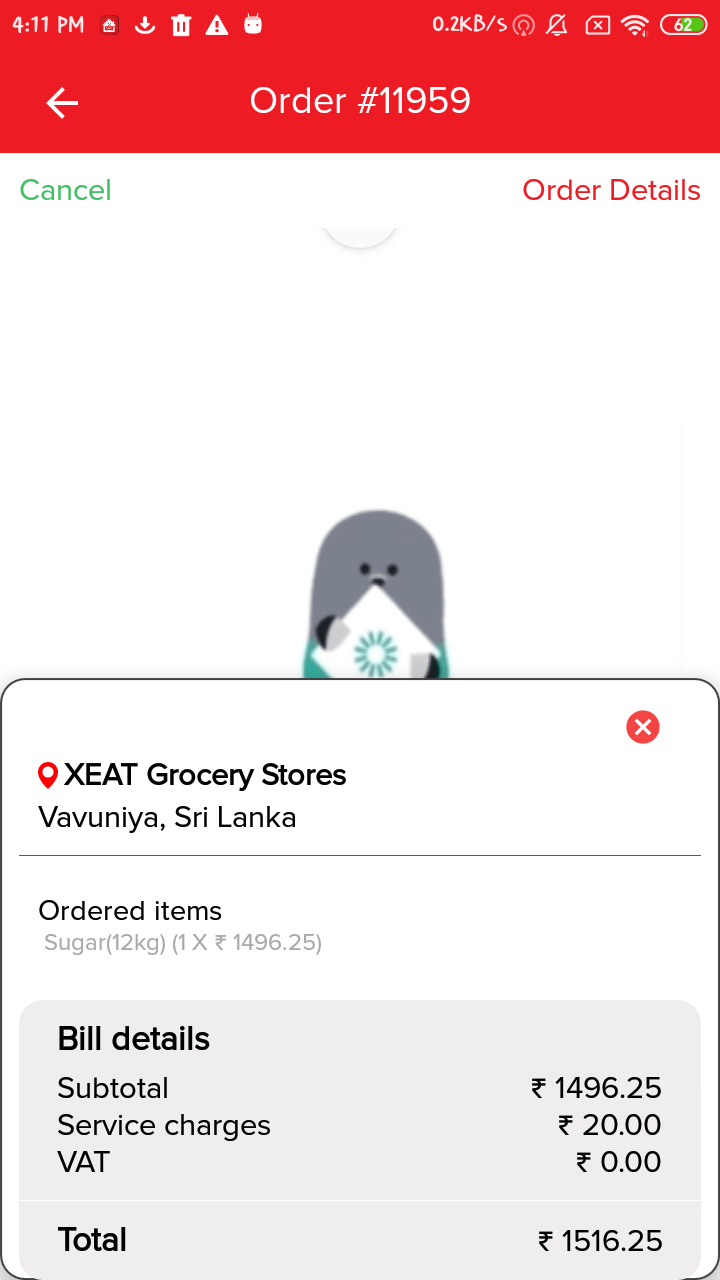 4:11 PM 0.2KB/s 62
Order #11959
Cancel Order Details
XEAT Grocery Stores
Vavuniya, Sri Lanka
Ordered items
Sugar(12kg) (1 X ₹ 1496.25)
Bill details
Subtotal ₹ 1496.25
Service charges ₹ 20.00
VAT ₹ 0.00
Total ₹ 1516.25